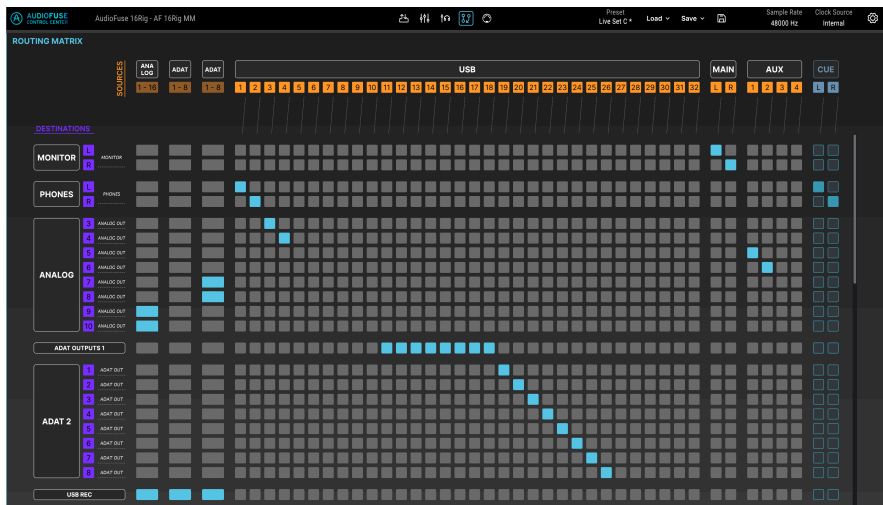 AUDIOFUSE
CONTROL CENTER
AudioFuse 16Rig - AF 16Rig MM
Preset
Live Set C *
Load
Save
Sample Rate
48000 Hz
Clock Source
Internal
ROUTING MATRIX
SOURCES
ANA LOG
ADAT
ADAT
USB
MAIN
AUX
CUE
1 - 16
1 - 8
1 - 8
1 2 3 4 5 6 7 8 9 10 11 12 13 14 15 16 17 18 19 20 21 22 23 24 25 26 27 28 29 30 31 32
L R
1 2 3 4
L R
DESTINATIONS
MONITOR
L
R
MONITOR
PHONES
L
R
PHONES
ANALOG
3 ANALOG OUT
4 ANALOG OUT
5 ANALOG OUT
6 ANALOG OUT
7 ANALOG OUT
8 ANALOG OUT
9 ANALOG OUT
10 ANALOG OUT
ADAT OUTPUTS 1
ADAT 2
1 ADAT OUT
2 ADAT OUT
3 ADAT OUT
4 ADAT OUT
5 ADAT OUT
6 ADAT OUT
7 ADAT OUT
8 ADAT OUT
USB REC